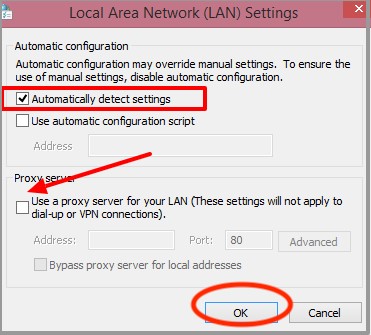 Local Area Network (LAN) Settings
Automatic configuration
Automatic configuration may override manual settings. To ensure the
use of manual settings, disable automatic configuration.
Automatically detect settings
Use automatic configuration script
Address
Proxy server
Use a proxy server for your LAN (These settings will not apply to
dial-up or VPN connections).
Address: Port: 80 Advanced
Bypass proxy server for local addresses
OK Cancel